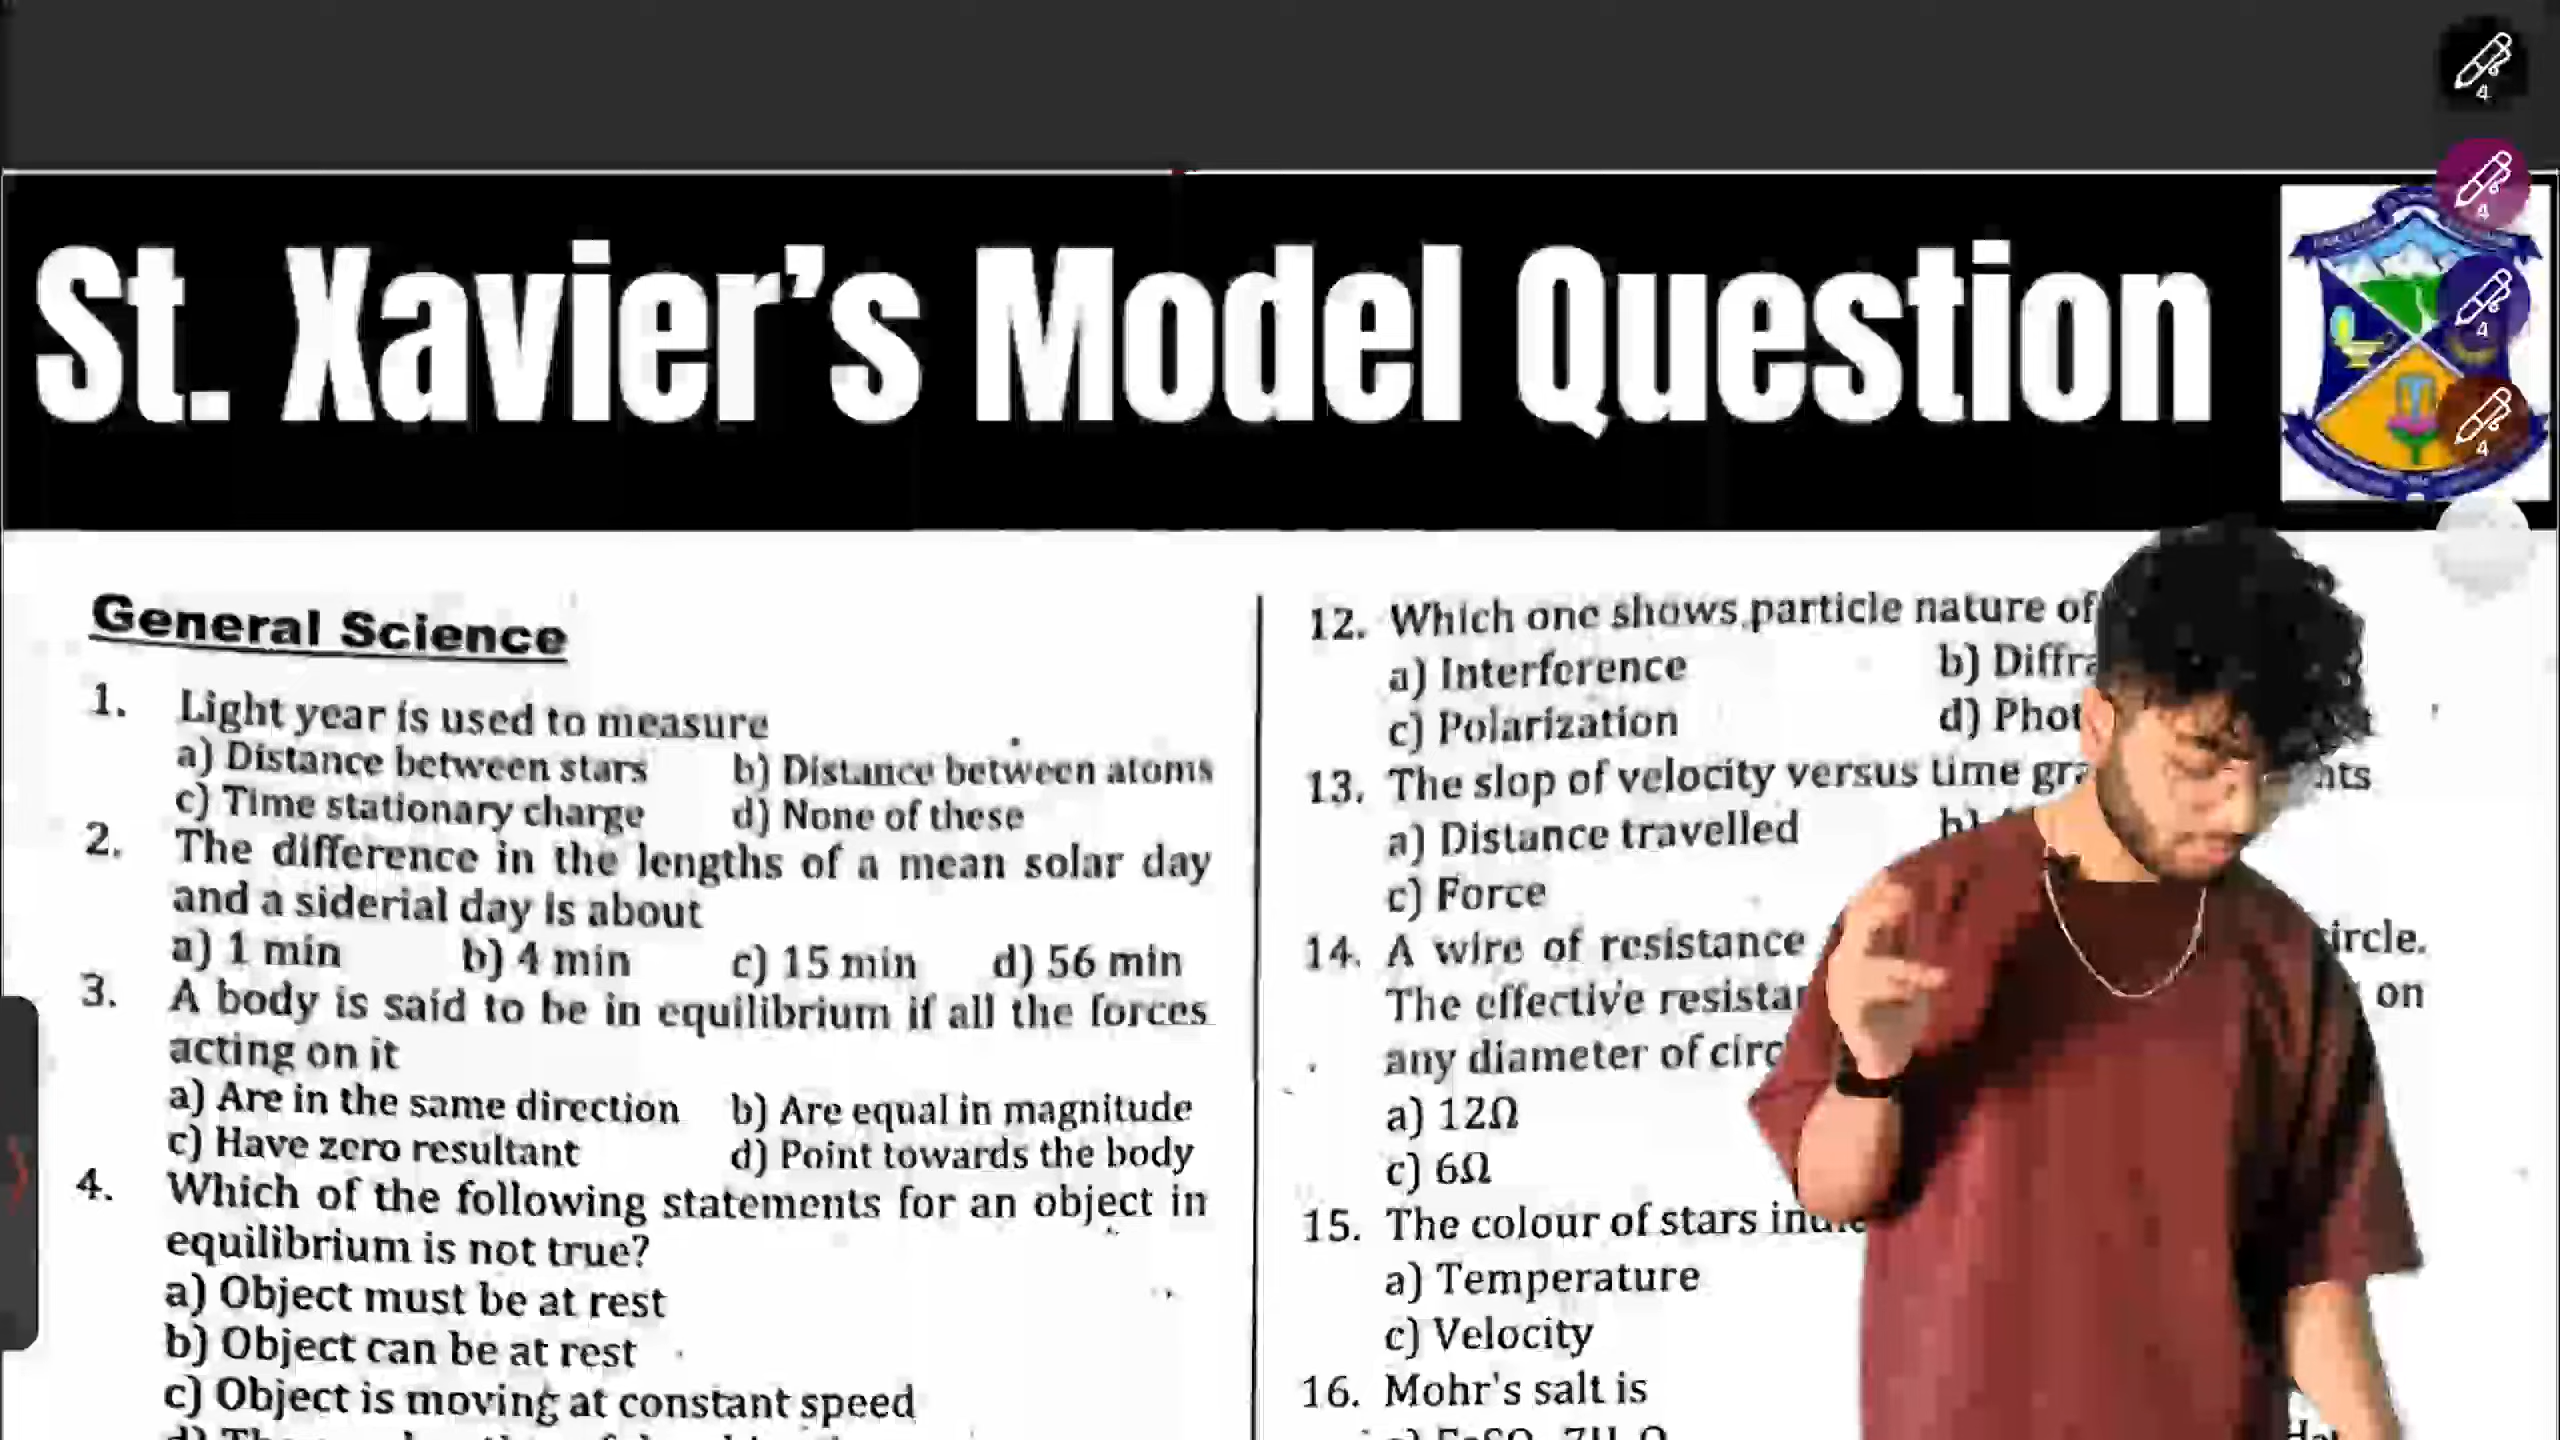 4
4
4
4
St. Xavier's Model Question
General Science
1. Light year is used to measure
a) Distance between stars b) Distance between atoms
c) Time stationary charge d) None of these
2. The difference in the lengths of a mean solar day
and a siderial day is about
a) 1 min b) 4 min c) 15 min d) 56 min
3. A body is said to be in equilibrium if all the forces
acting on it
a) Are in the same direction b) Are equal in magnitude
c) Have zero resultant d) Point towards the body
4. Which of the following statements for an object in
equilibrium is not true?
a) Object must be at rest
b) Object can be at rest
c) Object is moving at constant speed
12. Which one shows particle nature of
a) Interference b)
c) Polarization d)
13. The slop of velocity versus time
a) Distance travelled b)
c) Force
14. A wire of resistance
The effective on
any diameter of
a) 12Ω
c) 6Ω
15. The colour of stars
a) Temperature
c) Velocity
16. Mohr's salt is